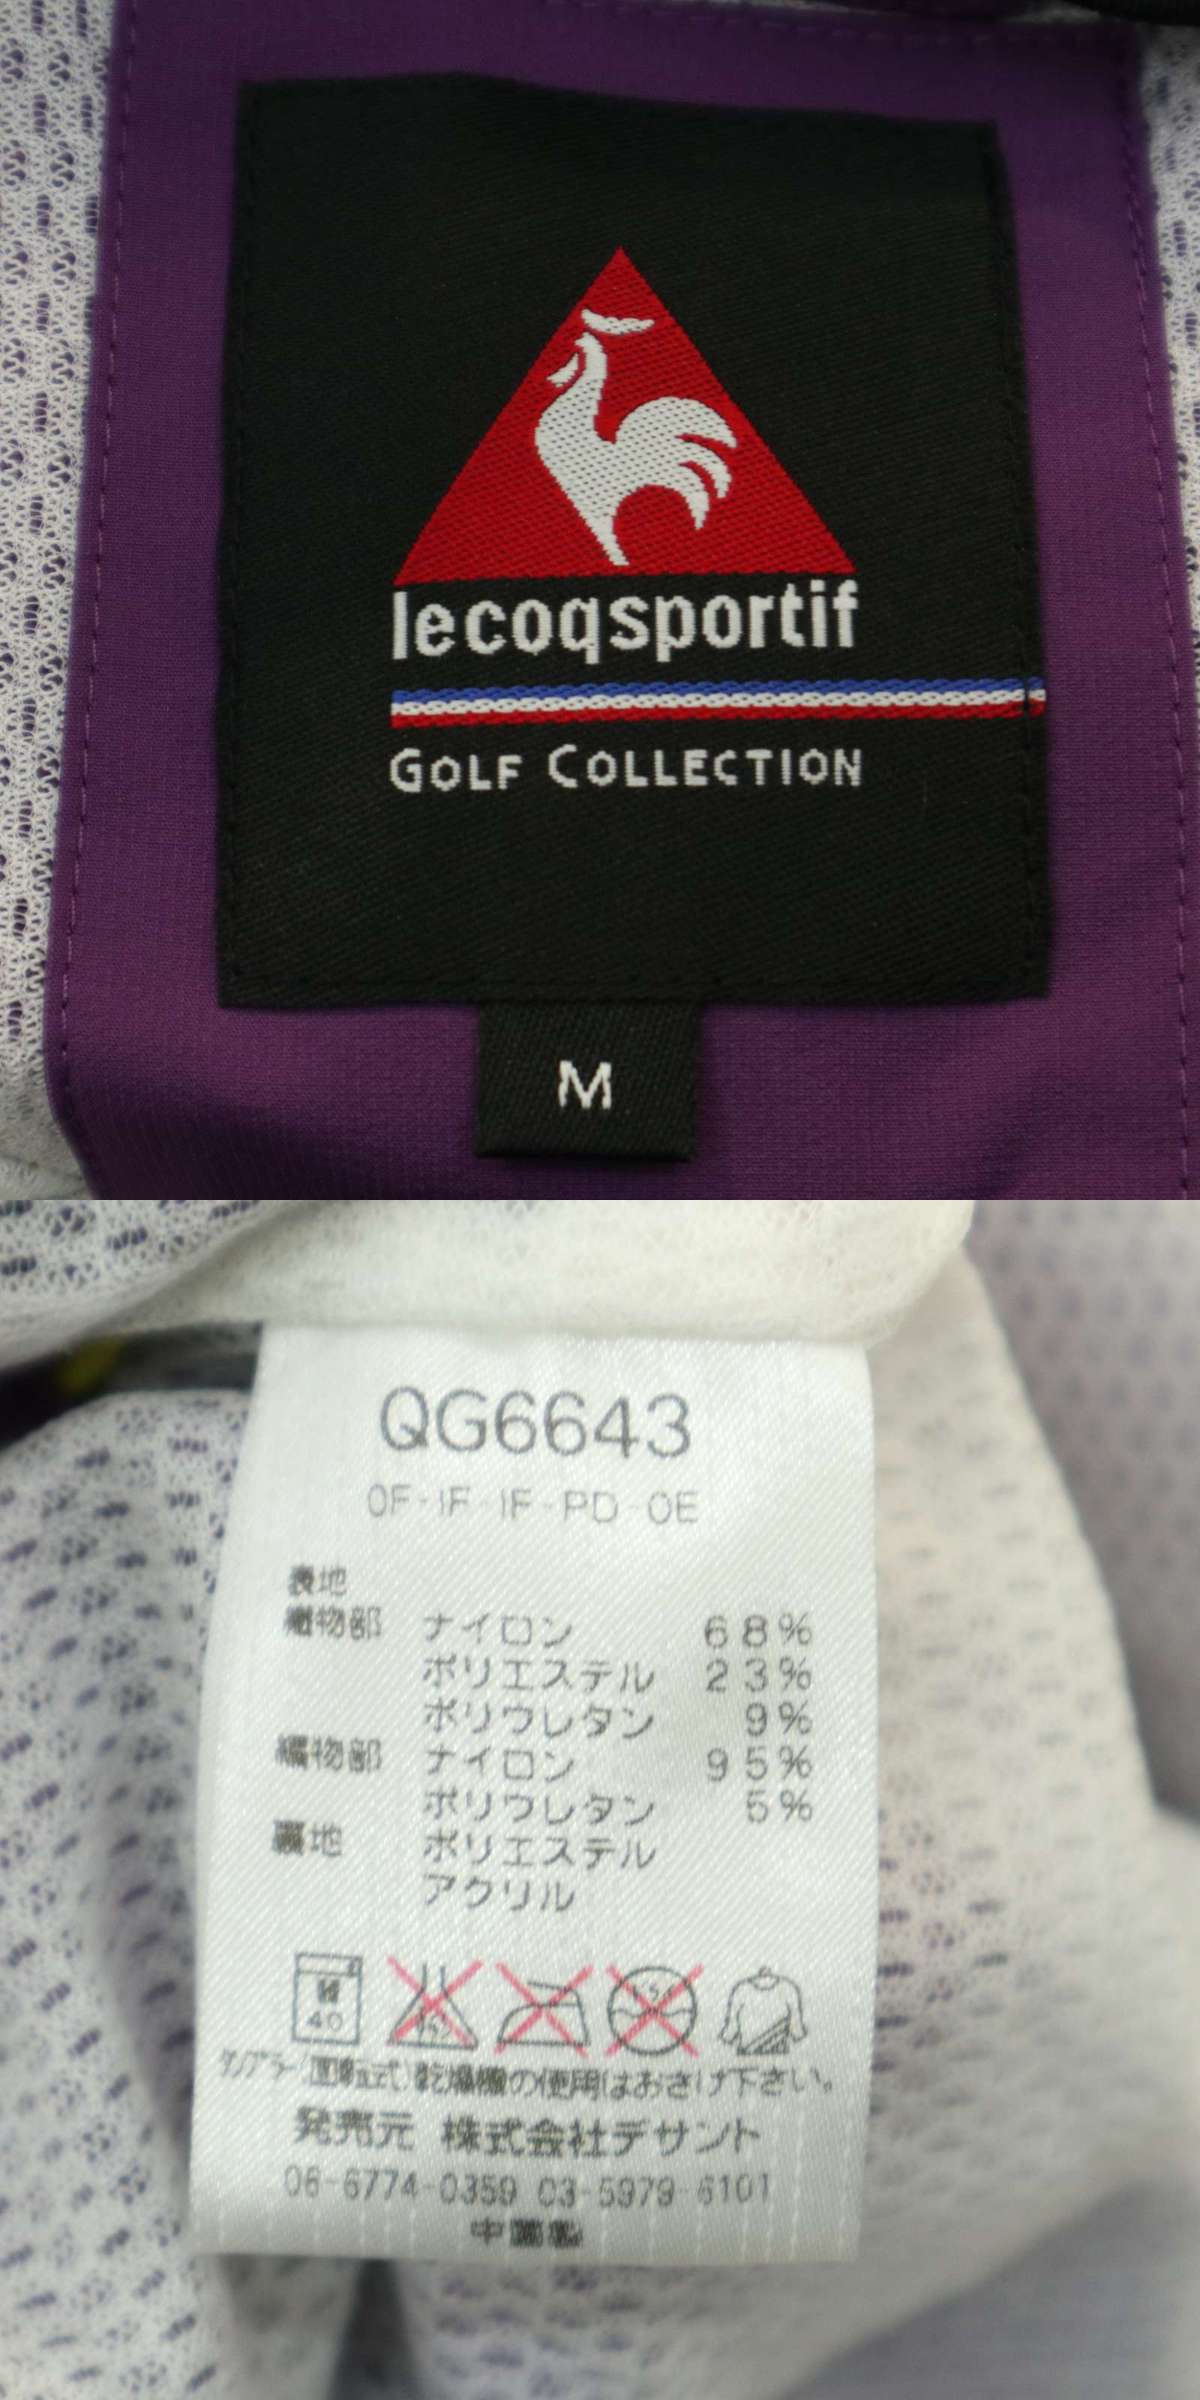 lecoqsportif
GOLF COLLECTION
M
QG6643
0F-IF-IF-PD-0E
表地
織物部 ナイロン 68%
ポリエステル 23%
ポリウレタン 9%
編物部 ナイロン 95%
ポリウレタン 5%
裏地 ポリエステル
アクリル
40
タンブラー(回転式)乾燥機の使用はおさけ下さい。
発売元 株式会社デサント
06-6774-0359 03-5979-6101
中国製